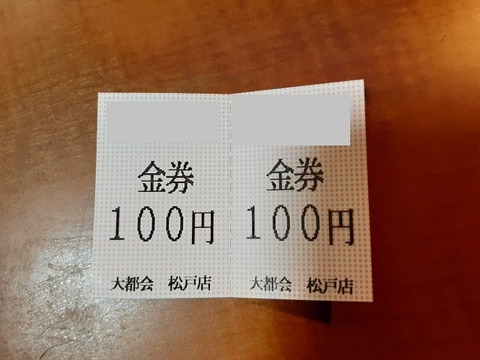 金券
100円
大都会 松戸店
金券
100円
大都会 松戸店